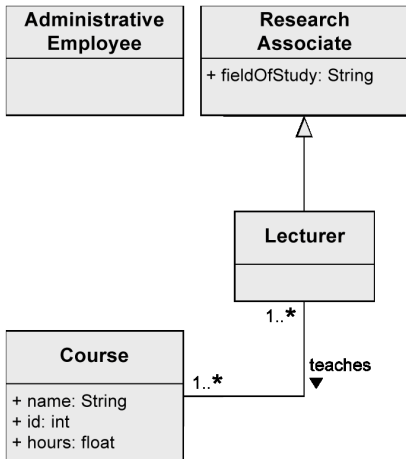 Administrative
Employee
Research
Associate
+ fieldOfStudy: String
Lecturer
1..*
teaches
Course
1..*
+ name: String
+ id: int
+ hours: float